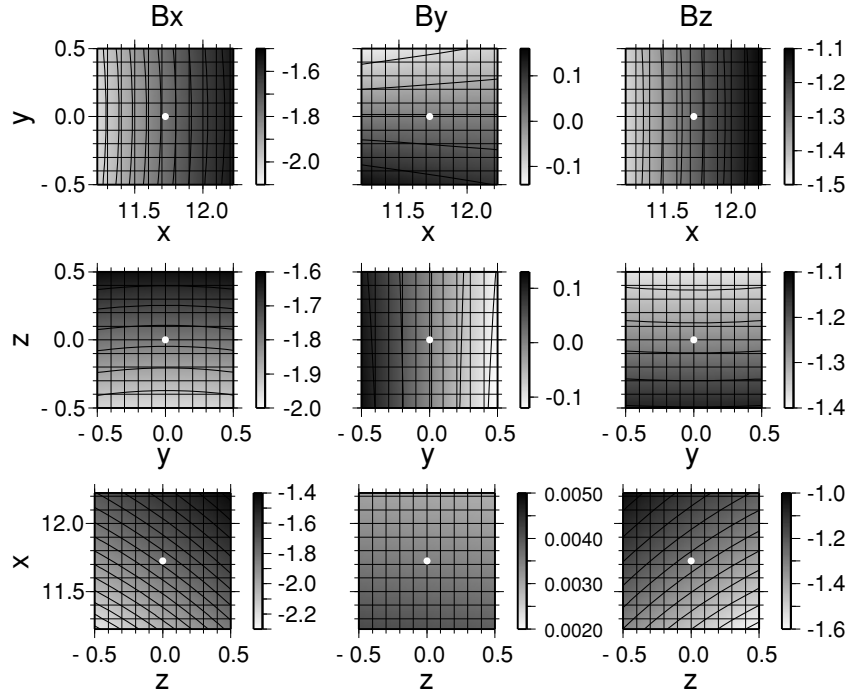 Bx By Bz
0.5 -1.6 0.1 -1.1
y 0.0 -1.8 0.0 -1.2
-1.3
-2.0 -0.1 -1.4
- 0.5 -1.5
11.5 12.0 11.5 12.0 11.5 12.0
x x x
0.5 -1.6 0.1 -1.1
-1.7 -1.2
z 0.0 -1.8 0.0
-1.9 -1.3
- 0.5 -2.0 -0.1 -1.4
- 0.5 0.0 0.5 - 0.5 0.0 0.5 - 0.5 0.0 0.5
y y y
-1.4 0.0050 -1.0
12.0 -1.6 0.0040 -1.2
x -1.8
11.5 -2.0 0.0030 -1.4
-2.2 0.0020 -1.6
- 0.5 0.0 0.5 - 0.5 0.0 0.5 - 0.5 0.0 0.5
z z z